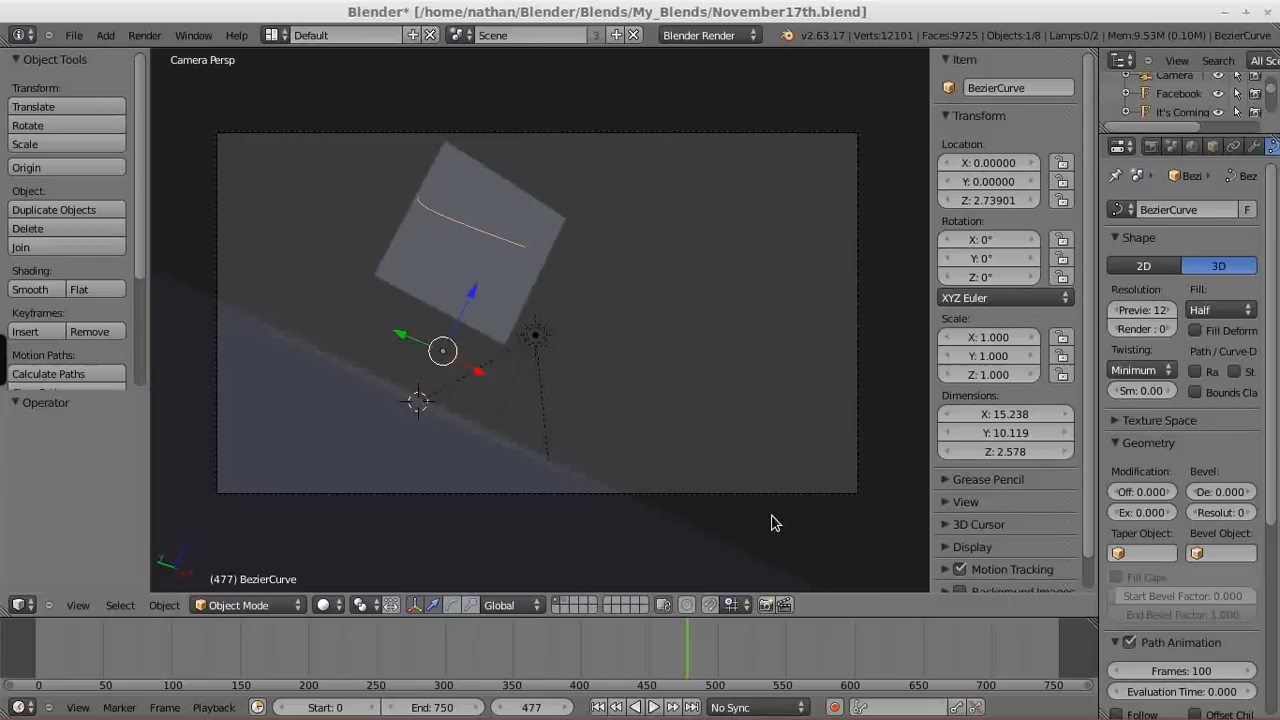 Blender* [/home/nathan/Blender/Blends/My_Blends/November17th.blend]
File Add Render Window Help Default Scene 3 Blender Render v2.63.17 | Verts:12101 | Faces:9725 | Objects:1/8 | Lamps:0/2 | Mem:9.53M (0.10M) | BezierCurve
Object Tools
Transform:
Translate
Rotate
Scale
Origin
Object:
Duplicate Objects
Delete
Join
Shading:
Smooth Flat
Keyframes:
Insert Remove
Motion Paths:
Calculate Paths
Operator
Camera Persp
(477) BezierCurve
Item
BezierCurve
Transform
Location:
X: 0.00000
Y: 0.00000
Z: 2.73901
Rotation:
X: 0°
Y: 0°
Z: 0°
XYZ Euler
Scale:
X: 1.000
Y: 1.000
Z: 1.000
Dimensions:
X: 15.238
Y: 10.119
Z: 2.578
Grease Pencil
View
3D Cursor
Display
Motion Tracking
Background Images
View Search All Sce
Camera
Facebook
It's Coming
Bezi Bez
BezierCurve F
Shape
2D 3D
Resolution: Fill:
Previe: 12 Half
Render : 0 Fill Deform
Twisting: Path / Curve-D
Minimum Ra St
Sm: 0.00 Bounds Cla
Texture Space
Geometry
Modification: Bevel:
Off: 0.000 De: 0.000
Ex: 0.000 Resolut: 0
Taper Object: Bevel Object:
Fill Caps
Start Bevel Factor: 0.000
End Bevel Factor: 1.000
Path Animation
Frames: 100
Evaluation Time: 0.000
Follow Offset Chil
View Select Object Object Mode Global
0 50 100 150 200 250 300 350 400 450 500 550 600 650 700 750
View Marker Frame Playback Start: 0 End: 750 477 No Sync